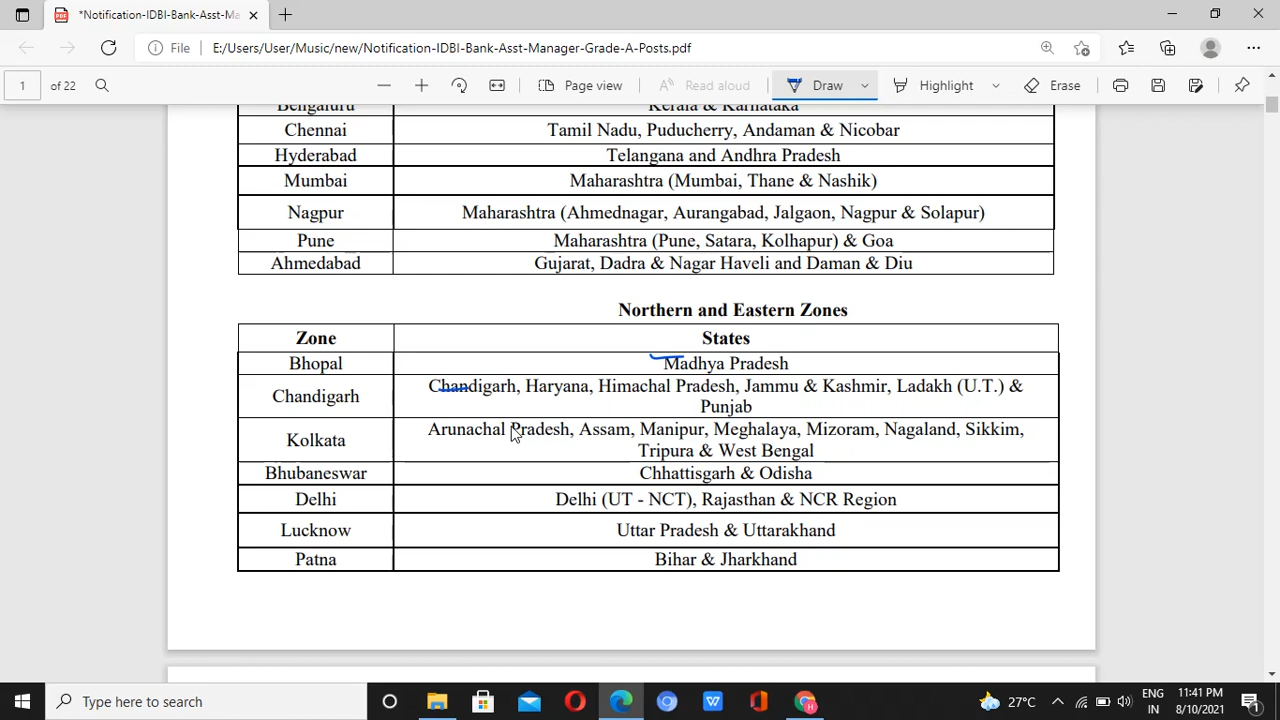 *Notification-IDBI-Bank-Asst-Ma
File E:/Users/User/Music/new/Notification-IDBI-Bank-Asst-Manager-Grade-A-Posts.pdf
1 of 22 Page view Read aloud Draw Highlight Erase
Bengaluru Kerala & Karnataka
Chennai Tamil Nadu, Puducherry, Andaman & Nicobar
Hyderabad Telangana and Andhra Pradesh
Mumbai Maharashtra (Mumbai, Thane & Nashik)
Nagpur Maharashtra (Ahmednagar, Aurangabad, Jalgaon, Nagpur & Solapur)
Pune Maharashtra (Pune, Satara, Kolhapur) & Goa
Ahmedabad Gujarat, Dadra & Nagar Haveli and Daman & Diu
Northern and Eastern Zones
Zone States
Bhopal Madhya Pradesh
Chandigarh Chandigarh, Haryana, Himachal Pradesh, Jammu & Kashmir, Ladakh (U.T.) &
Punjab
Kolkata Arunachal Pradesh, Assam, Manipur, Meghalaya, Mizoram, Nagaland, Sikkim,
Tripura & West Bengal
Bhubaneswar Chhattisgarh & Odisha
Delhi Delhi (UT - NCT), Rajasthan & NCR Region
Lucknow Uttar Pradesh & Uttarakhand
Patna Bihar & Jharkhand
Type here to search 27°C ENG 11:41 PM
IN 8/10/2021 1